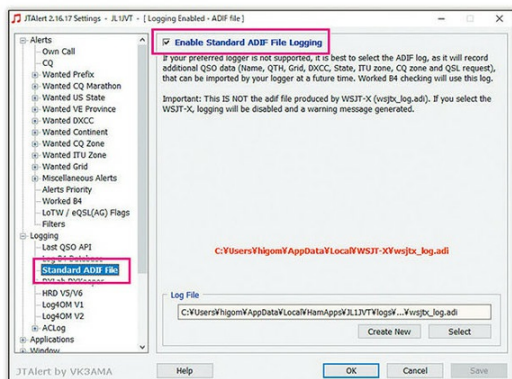 JTAlert 2.16.17 Settings - JL1JVT - [ Logging Enabled - ADIF file ]
Alerts
Own Call
CQ
Wanted Prefix
Wanted CQ Marathon
Wanted US State
Wanted VE Province
Wanted DXCC
Wanted Continent
Wanted CQ Zone
Wanted ITU Zone
Wanted Grid
Miscellaneous Alerts
Alerts Priority
Worked B4
LoTW / eQSL(AG) Flags
Filters
Logging
Last QSO API
Log B4 Database
Standard ADIF File
DXLab DXKeeper
HRD V5/V6
Log4OM V1
Log4OM V2
ACLog
Applications
Window
JTAlert by VK3AMA
Enable Standard ADIF File Logging
If your preferred logger is not supported, it is best to select the ADIF log, as it will record
additional QSO data (Name, QTH, Grid, DXCC, State, ITU zone, CQ zone and QSL request),
that can be imported by your logger at a future time. Worked B4 checking will use this log.
Important: This IS NOT the adif file produced by WSJT-X (wsjtx_log.adi). If you select the
WSJT-X, logging will be disabled and a warning message generated.
C:¥Users¥higom¥AppData¥Local¥WSJT-X¥wsjtx_log.adi
Log File
C:¥Users¥higom¥AppData¥Local¥HamApps¥JL1JVT¥logs¥...¥wsjtx_log.adi
Create New
Select
Help
OK
Cancel
Save